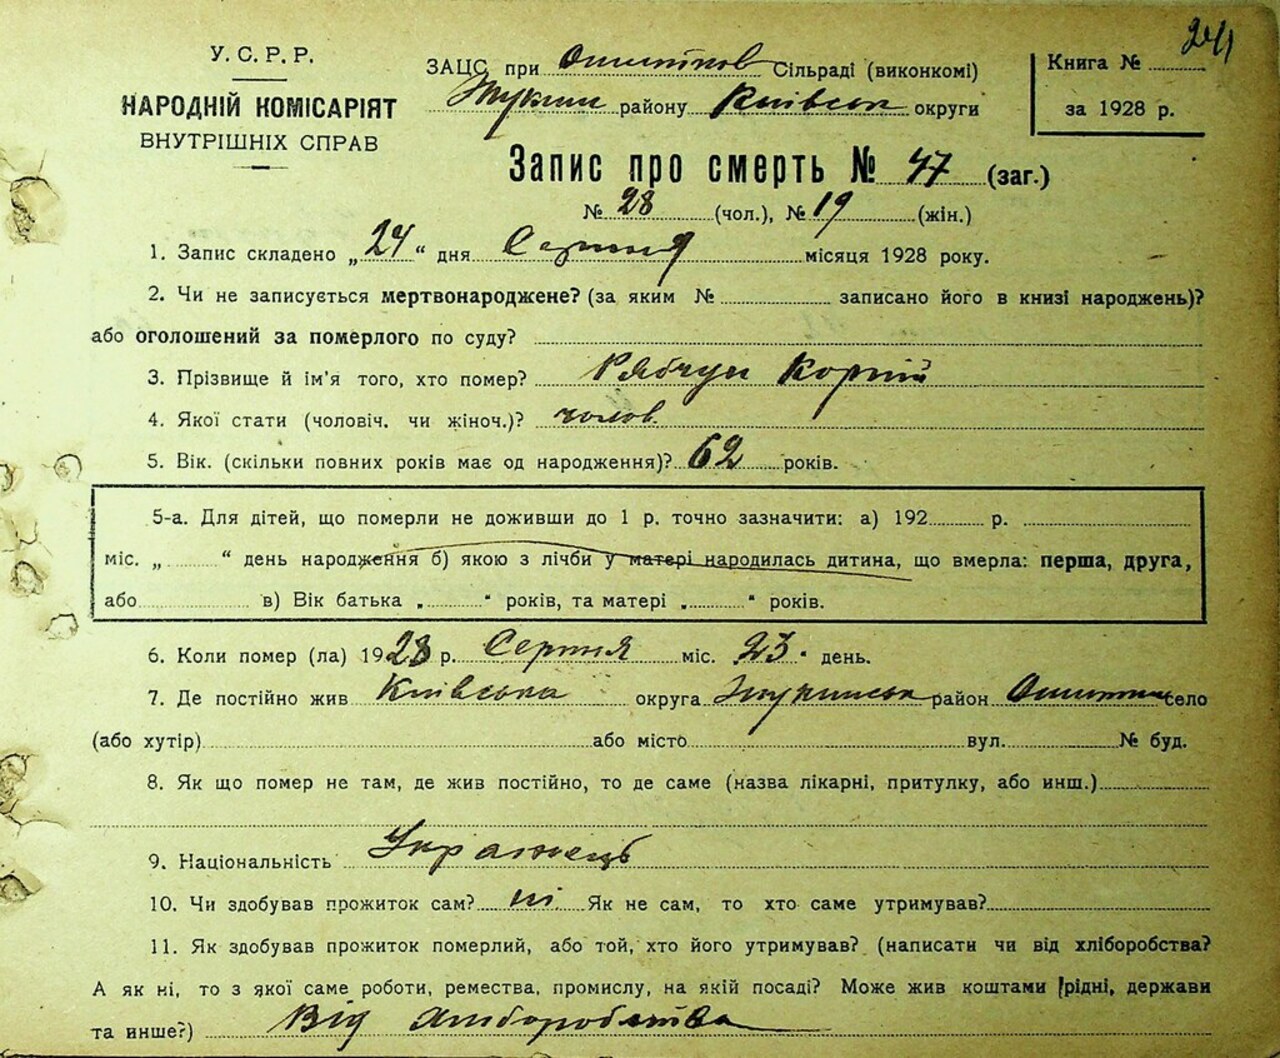 241
У. С. Р. Р.
НАРОДНІЙ КОМІСАРІЯТ
ВНУТРІШНІХ СПРАВ
ЗАЦС при Сільраді (виконкомі)
району Київськ округи
Книга №
за 1928 р.
Запис про смерть № 47 (заг.)
№ 28 (чол.), № 19 (жін.)
1. Запис складено „24“ дня Серпня місяця 1928 року.
2. Чи не записується мертвонароджене? (за яким № записано його в книзі народжень)?
або оголошений за померлого по суду?
3. Прізвище й ім'я того, хто помер? Рябчун Корній
4. Якої стати (чоловіч. чи жіноч.)? чолов.
5. Вік. (скільки повних років має од народження)? 62 років.
5-а. Для дітей, що померли не доживши до 1 р. точно зазначити: а) 192 р.
міс. „ “ день народження б) якою з лічби у матері народилась дитина, що вмерла: перша, друга,
або в) Вік батька „ “ років, та матері „ “ років.
6. Коли помер (ла) 1928 р. Серпня міс. 23 день.
7. Де постійно жив Київська округа район село
(або хутір) або місто вул. № буд.
8. Як що помер не там, де жив постійно, то де саме (назва лікарні, притулку, або инш.)
9. Національність Українець
10. Чи здобував прожиток сам? ні Як не сам, то хто саме утримував?
11. Як здобував прожиток померлий, або той, хто його утримував? (написати чи від хліборобства?
А як ні, то з якої саме роботи, ремества, промислу, на якій посаді? Може жив коштами рідні, держави
та инше?) Від хліборобства